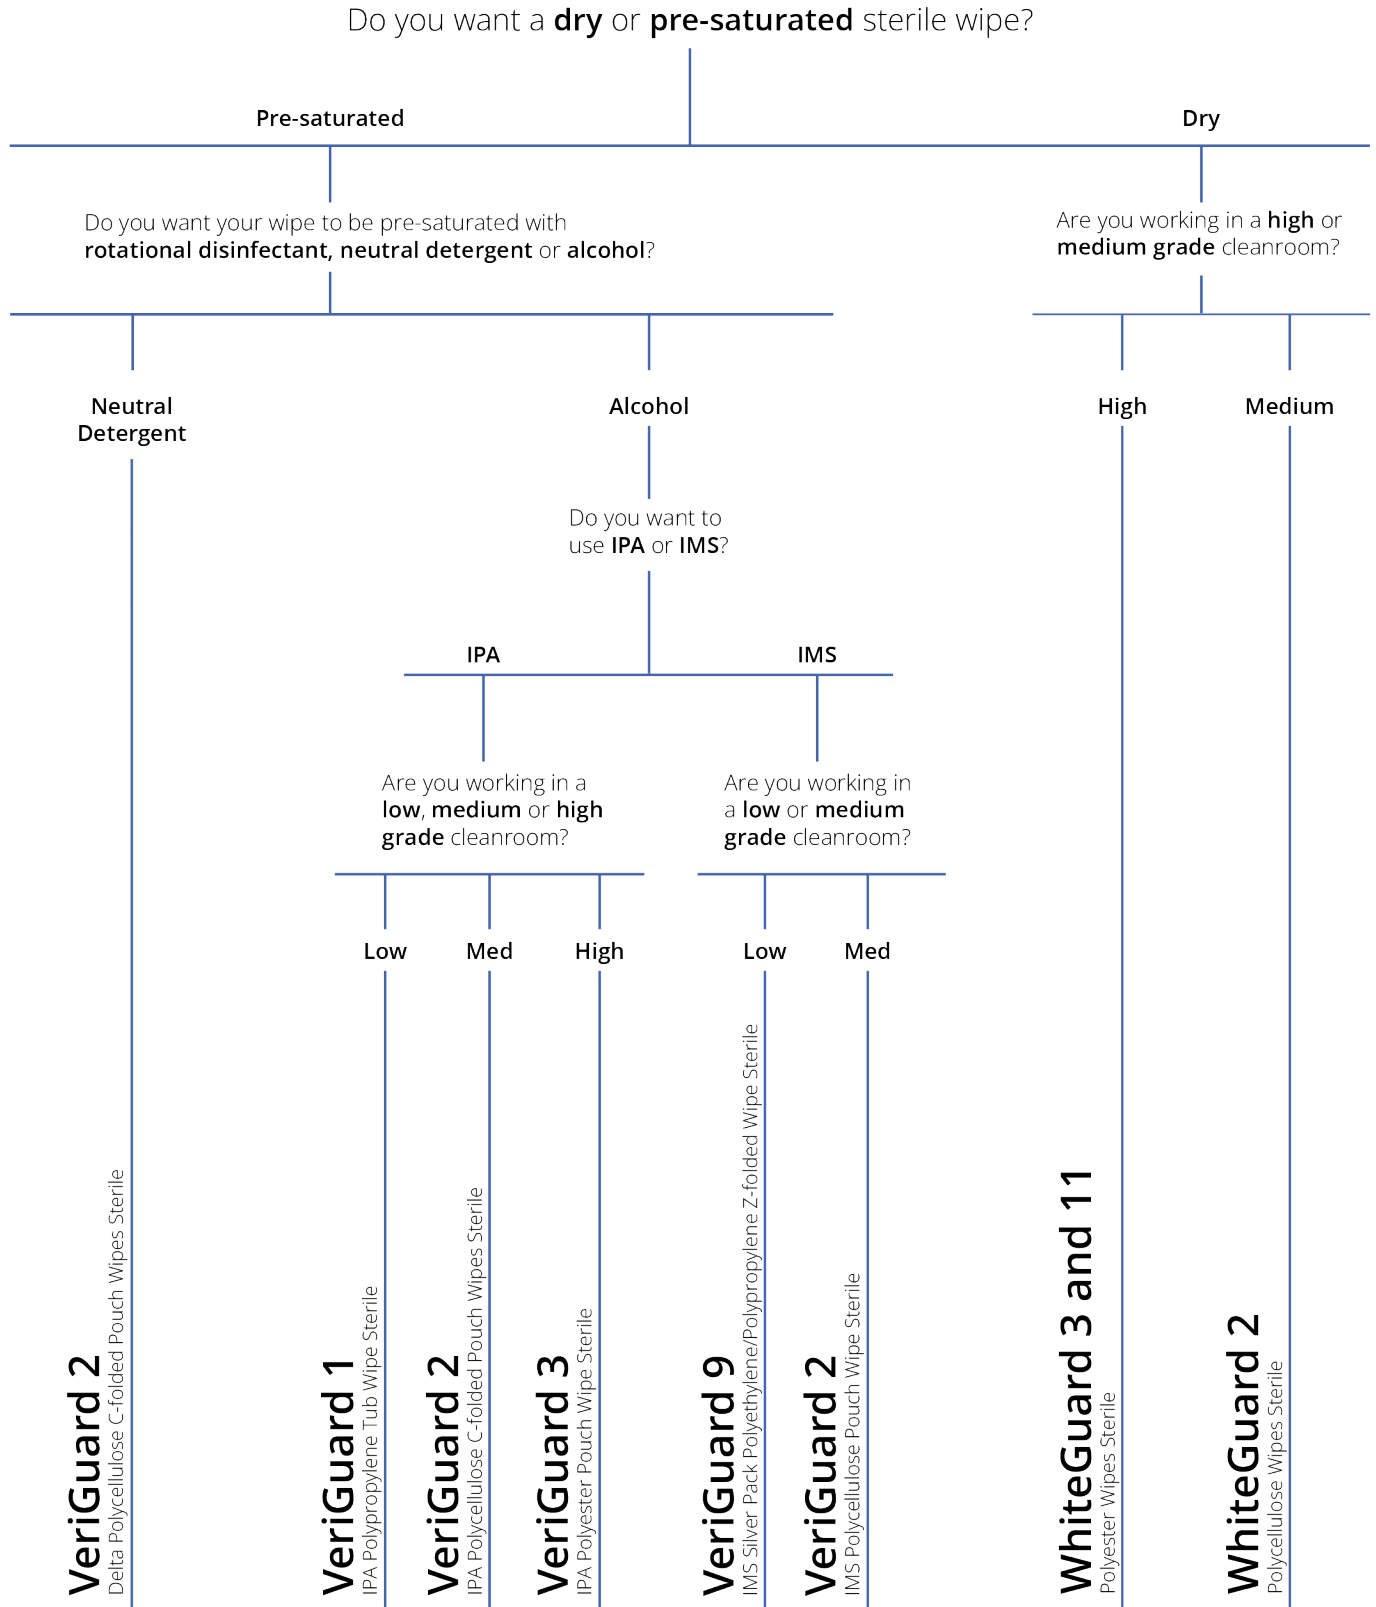 Do you want a dry or pre-saturated sterile wipe?
Pre-saturated
Dry
Do you want your wipe to be pre-saturated with
rotational disinfectant, neutral detergent or alcohol?
Are you working in a high or
medium grade cleanroom?
Neutral
Detergent
Alcohol
High
Medium
Do you want to
use IPA or IMS?
IPA
IMS
Are you working in a
low, medium or high
grade cleanroom?
Are you working in
a low or medium
grade cleanroom?
Low
Med
High
Low
Med
VeriGuard 2
Delta Polycellulose C-folded Pouch Wipes Sterile
VeriGuard 1
IPA Polypropylene Tub Wipe Sterile
VeriGuard 2
IPA Polycellulose C-folded Pouch Wipes Sterile
VeriGuard 3
IPA Polyester Pouch Wipe Sterile
VeriGuard 9
IMS Silver Pack Polyethylene/Polypropylene Z-folded Wipe Sterile
VeriGuard 2
IMS Polycellulose Pouch Wipe Sterile
WhiteGuard 3 and 11
Polyester Wipes Sterile
WhiteGuard 2
Polycellulose Wipes Sterile